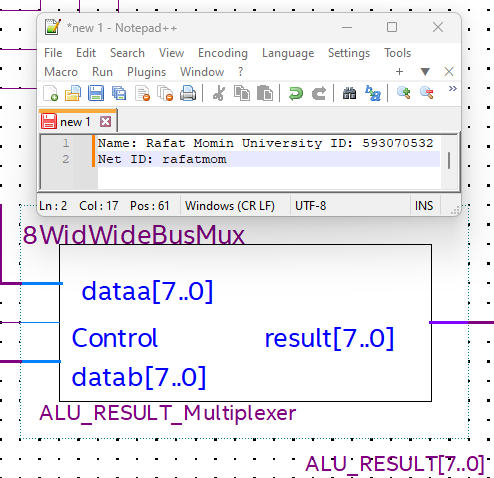 *new 1 - Notepad++
File Edit Search View Encoding Language Settings Tools
Macro Run Plugins Window ? + ▼ X
new 1
1 Name: Rafat Momin University ID: 593070532
2 Net ID: rafatmom
Ln : 2 Col : 17 Pos : 61 Windows (CR LF) UTF-8 INS
8WidWideBusMux
dataa[7..0]
Control result[7..0]
datab[7..0]
ALU_RESULT_Multiplexer
ALU_RESULT[7..0]